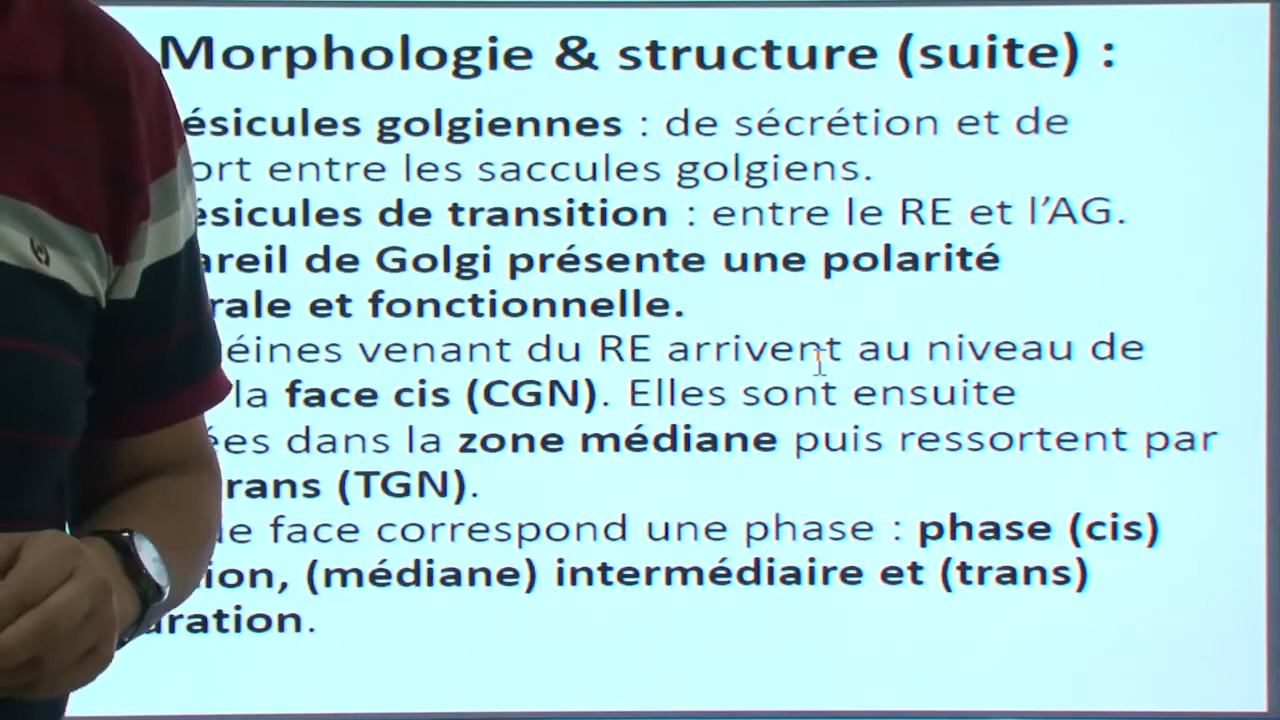 Morphologie & structure (suite) :
ésicules golgiennes : de sécrétion et de
ort entre les saccules golgiens.
ésicules de transition : entre le RE et l'AG.
areil de Golgi présente une polarité
rale et fonctionnelle.
éines venant du RE arrivent au niveau de
la face cis (CGN). Elles sont ensuite
ées dans la zone médiane puis ressortent par
rans (TGN).
e face correspond une phase : phase (cis)
ion, (médiane) intermédiaire et (trans)
uration.